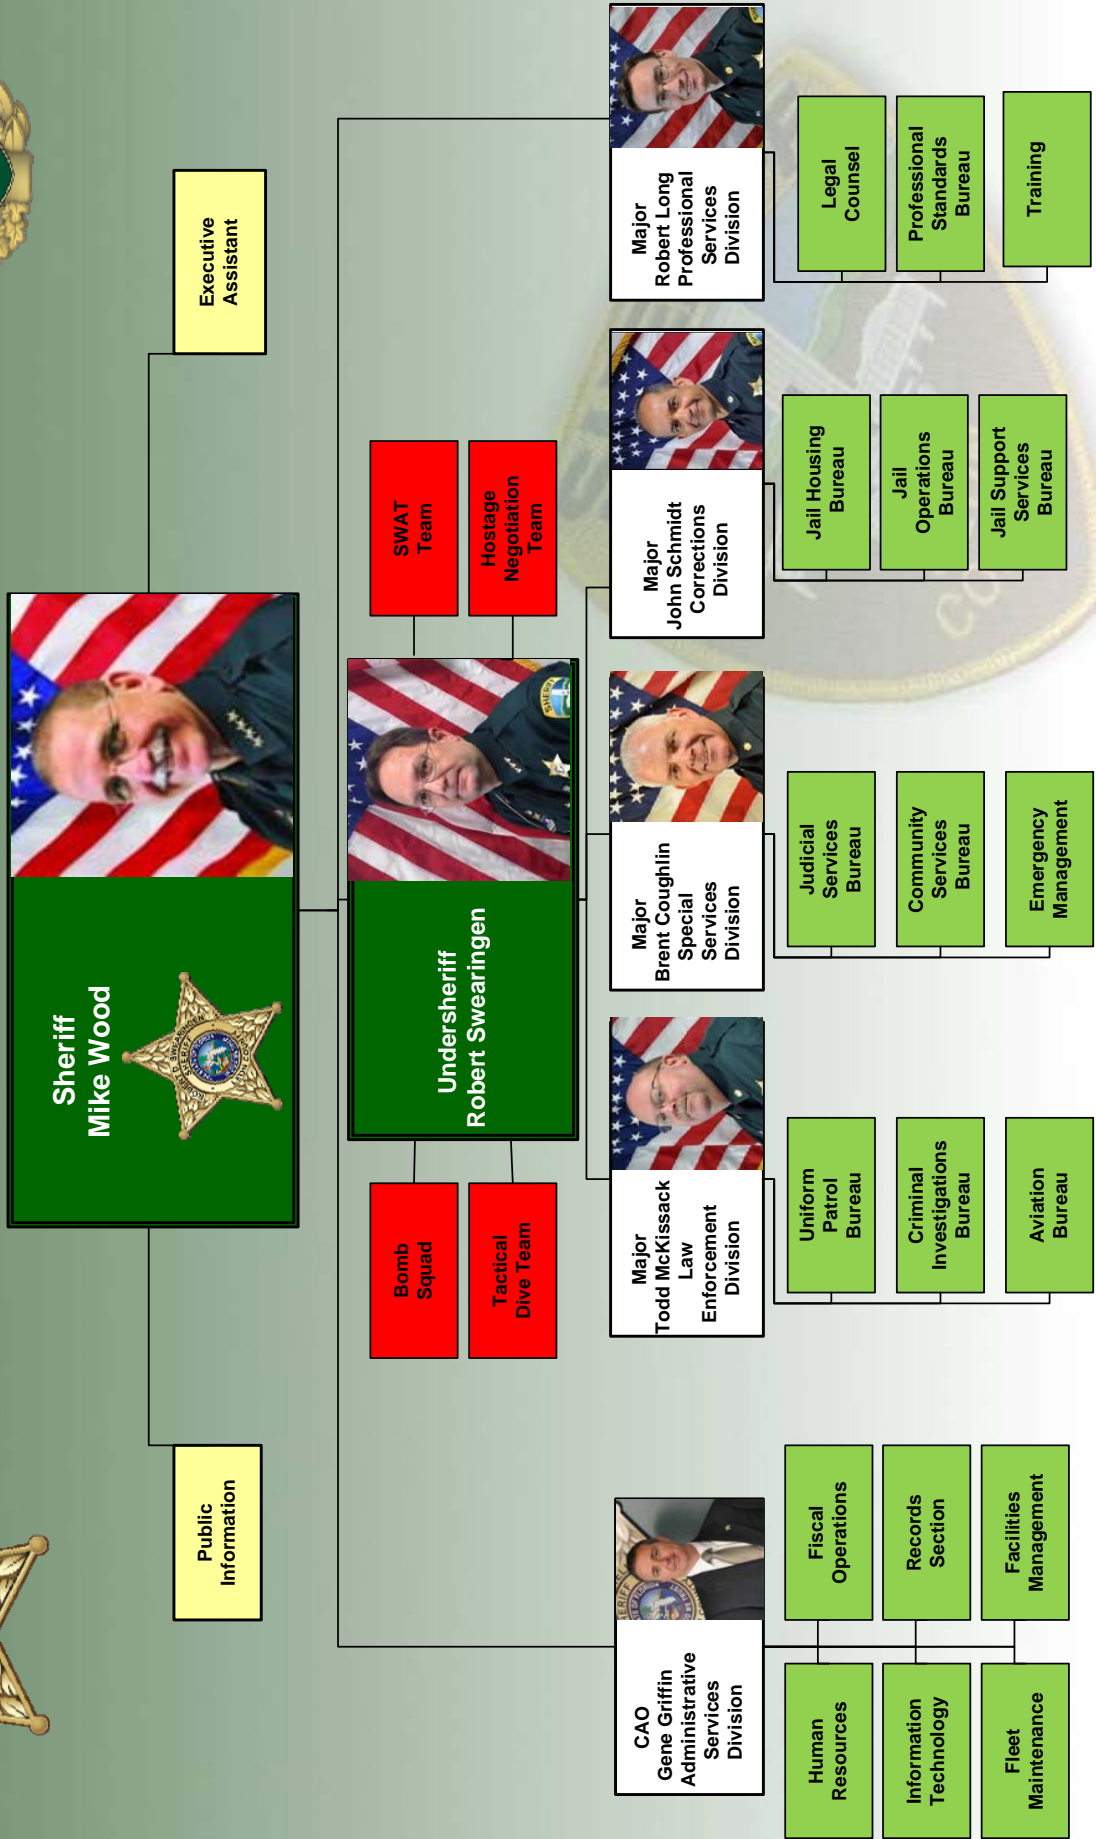 Sheriff
Mike Wood
Public
Information
Executive
Assistant
Undersheriff
Robert Swearingen
Bomb
Squad
Tactical
Dive Team
SWAT
Team
Hostage
Negotiation
Team
CAO
Gene Griffin
Administrative
Services
Division
Human
Resources
Fiscal
Operations
Information
Technology
Records
Section
Fleet
Maintenance
Facilities
Management
Major
Todd McKissack
Law
Enforcement
Division
Uniform
Patrol
Bureau
Criminal
Investigations
Bureau
Aviation
Bureau
Major
Brent Coughlin
Special
Services
Division
Judicial
Services
Bureau
Community
Services
Bureau
Emergency
Management
Major
John Schmidt
Corrections
Division
Jail Housing
Bureau
Jail
Operations
Bureau
Jail Support
Services
Bureau
Major
Robert Long
Professional
Services
Division
Legal
Counsel
Professional
Standards
Bureau
Training
SHERIFF